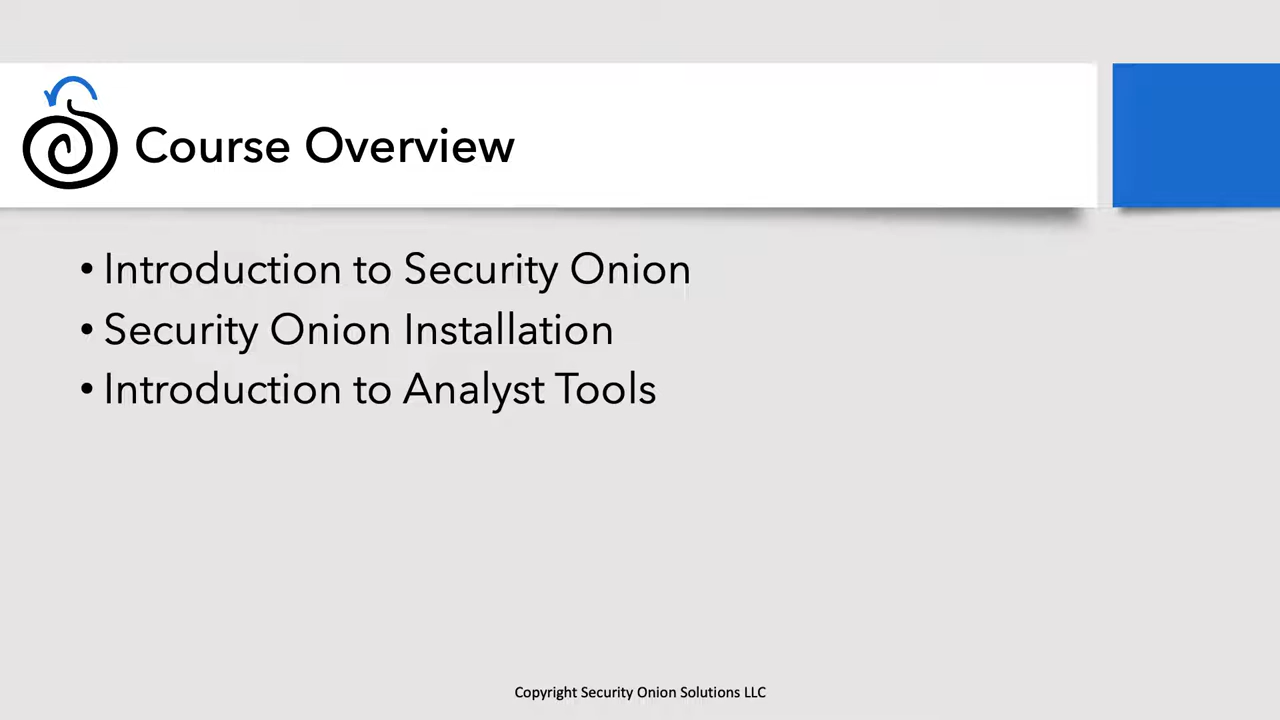 Course Overview
• Introduction to Security Onion
• Security Onion Installation
• Introduction to Analyst Tools
Copyright Security Onion Solutions LLC